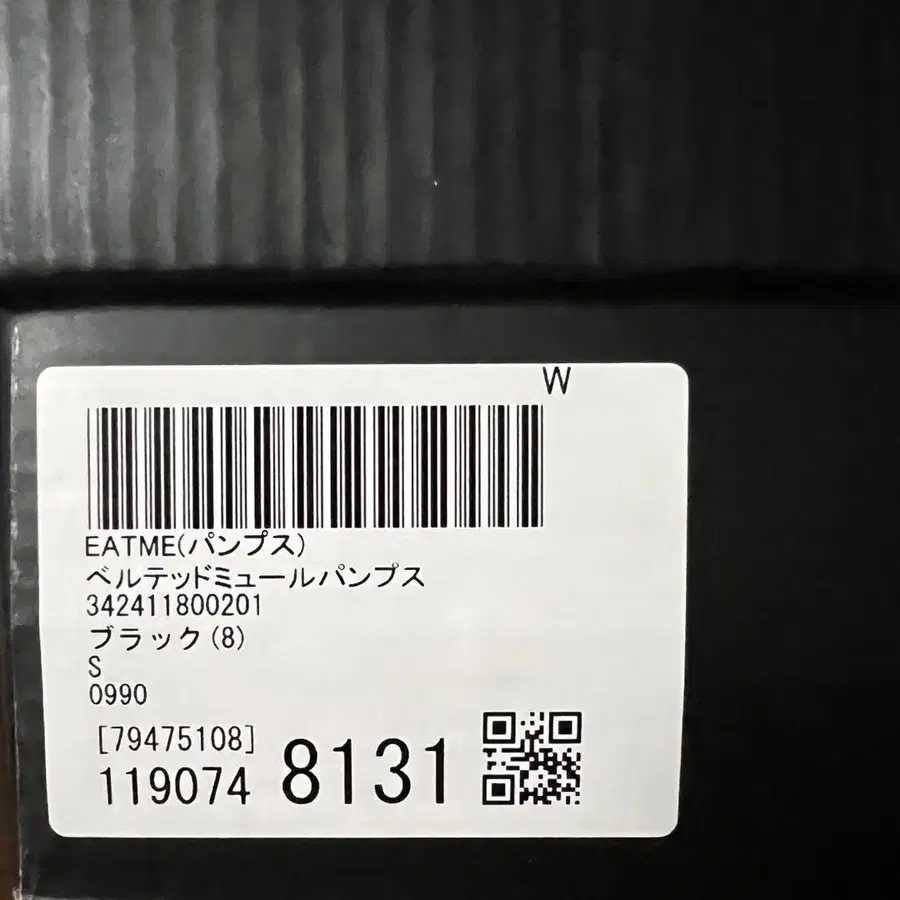 W
EATME(パンプス)
ベルテッドミュールパンプス
342411800201
ブラック(8)
S
0990
[79475108]
119074 8131